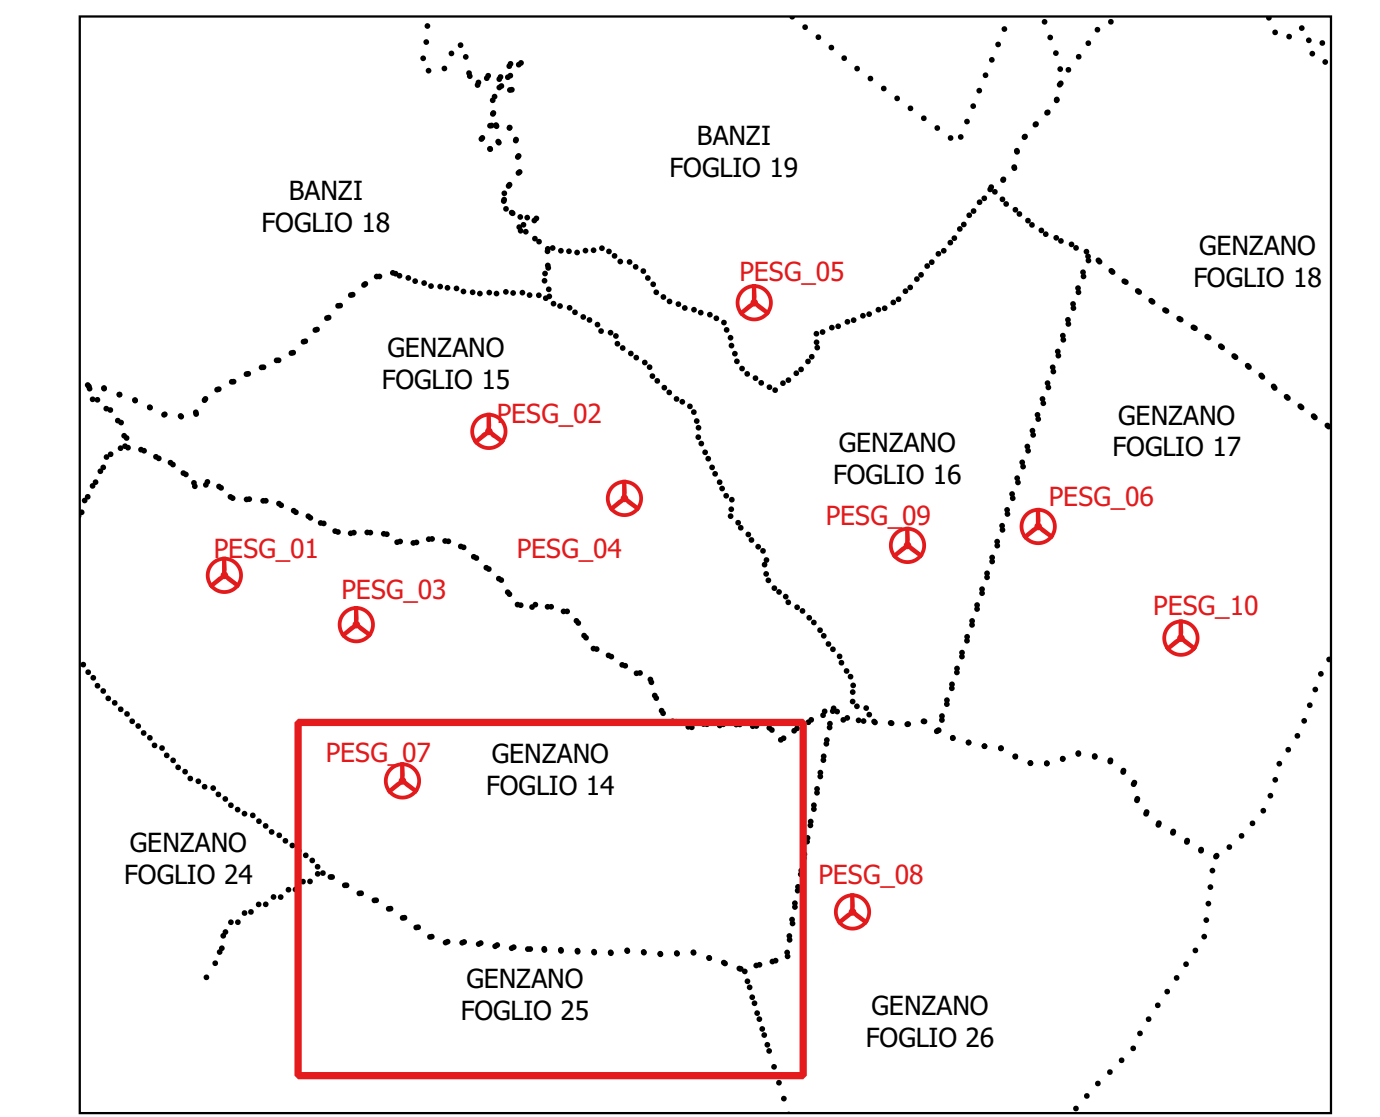 BANZI
FOGLIO 19
BANZI
FOGLIO 18
GENZANO
FOGLIO 18
PESG_05
GENZANO
FOGLIO 15
PESG_02
GENZANO
FOGLIO 17
GENZANO
FOGLIO 16
PESG_06
PESG_09
PESG_01
PESG_04
PESG_03
PESG_10
PESG_07
GENZANO
FOGLIO 14
GENZANO
FOGLIO 24
PESG_08
GENZANO
FOGLIO 25
GENZANO
FOGLIO 26